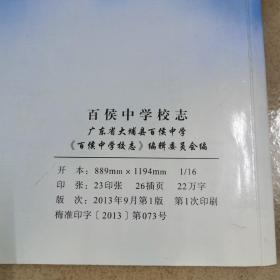 百侯中学校志
广东省大埔县百侯中学
《百侯中学校志》编辑委员会编
开 本：889mm×1194mm 1/16
印 张：23印张 26插页 22万字
版 次：2013年9月第1版 第1次印刷
梅准印字〔2013〕第073号